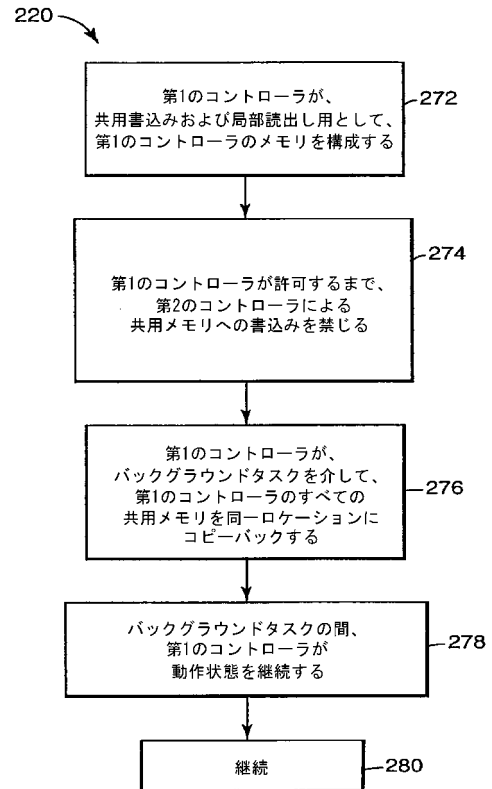 220
第1のコントローラが、
共用書込みおよび局部読出し用として、
第1のコントローラのメモリを構成する
272
第1のコントローラが許可するまで、
第2のコントローラによる
共用メモリへの書込みを禁じる
274
第1のコントローラが、
バックグラウンドタスクを介して、
第1のコントローラのすべての
共用メモリを同一ロケーションに
コピーバックする
276
バックグラウンドタスクの間、
第1のコントローラが
動作状態を継続する
278
継続
280